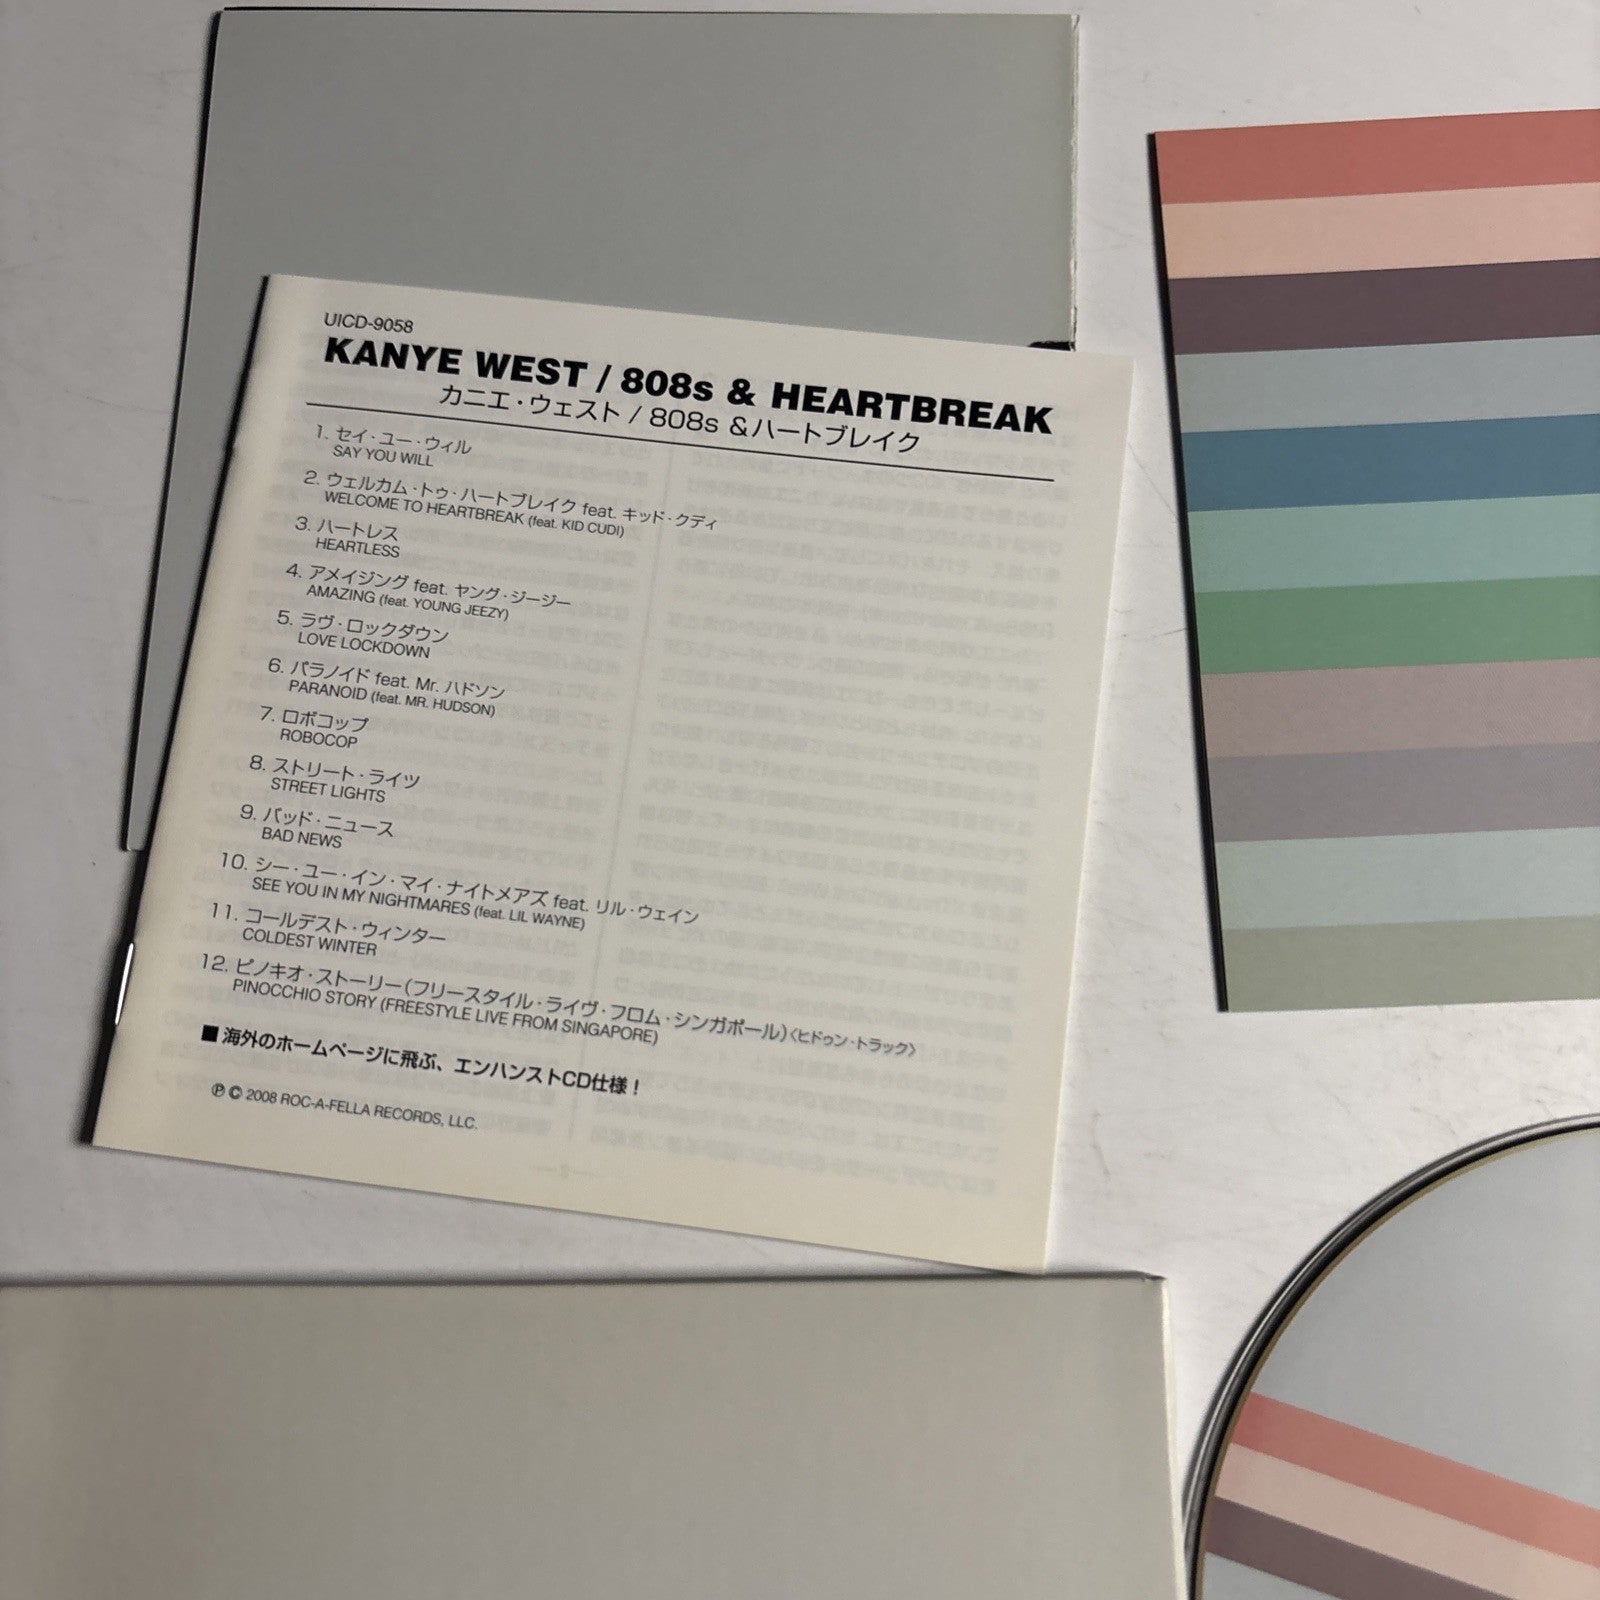 UICD-9058
KANYE WEST / 808s & HEARTBREAK
カニエ・ウェスト / 808s &ハートブレイク
1. セイ・ユー・ウィル
SAY YOU WILL
2. ウェルカム・トゥ・ハートブレイク feat. キッド・クディ
WELCOME TO HEARTBREAK (feat. KID CUDI)
3. ハートレス
HEARTLESS
4. アメイジング feat. ヤング・ジージー
AMAZING (feat. YOUNG JEEZY)
5. ラヴ・ロックダウン
LOVE LOCKDOWN
6. パラノイド feat. Mr. ハドソン
PARANOID (feat. MR. HUDSON)
7. ロボコップ
ROBOCOP
8. ストリート・ライツ
STREET LIGHTS
9. バッド・ニュース
BAD NEWS
10. シー・ユー・イン・マイ・ナイトメアズ feat. リル・ウェイン
SEE YOU IN MY NIGHTMARES (feat. LIL WAYNE)
11. コールデスト・ウィンター
COLDEST WINTER
12. ピノキオ・ストーリー(フリースタイル・ライヴ・フロム・シンガポール)〈ヒドゥン・トラック〉
PINOCCHIO STORY (FREESTYLE LIVE FROM SINGAPORE)
■ 海外のホームページに飛ぶ、エンハンストCD仕様！
℗ © 2008 ROC-A-FELLA RECORDS, LLC.